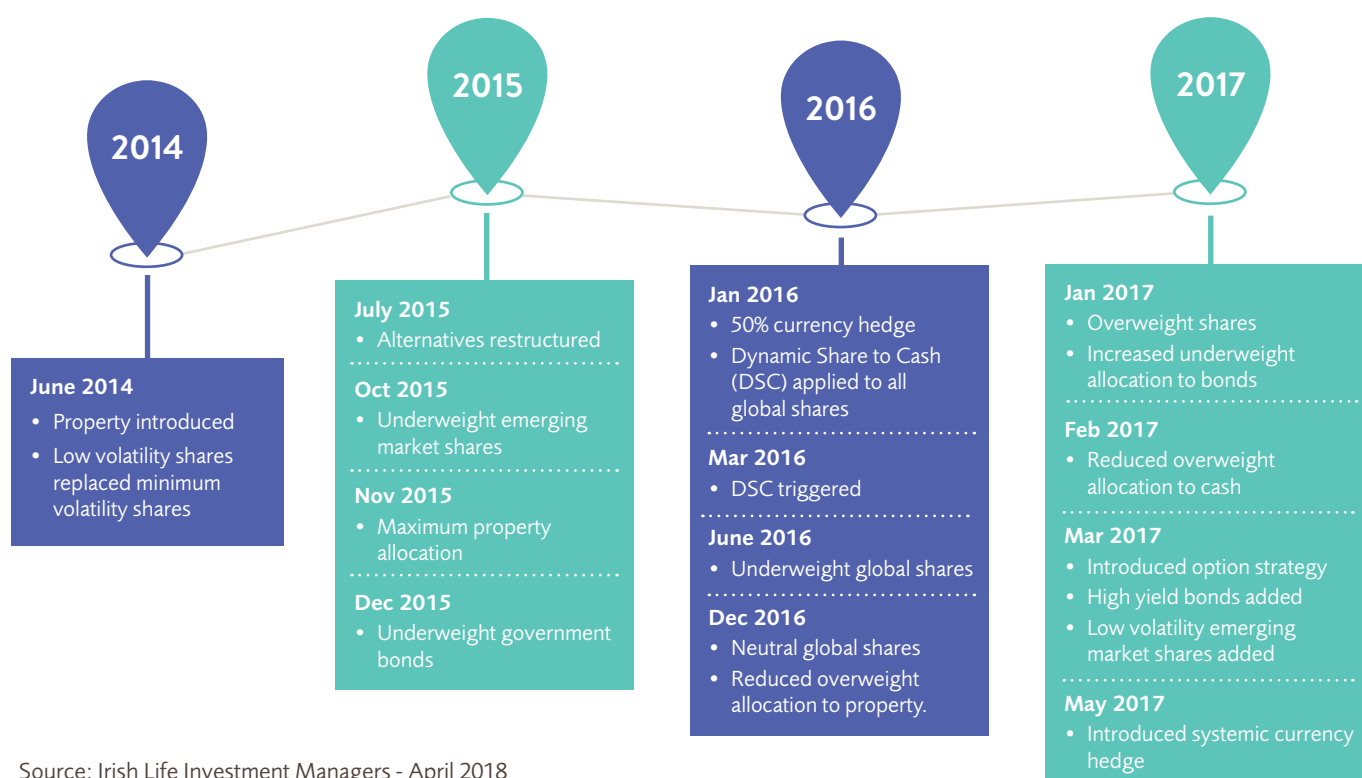 2014
June 2014
• Property introduced
• Low volatility shares
replaced minimum
volatility shares
2015
July 2015
• Alternatives restructured
Oct 2015
• Underweight emerging
market shares
Nov 2015
• Maximum property
allocation
Dec 2015
• Underweight government
bonds
2016
Jan 2016
• 50% currency hedge
• Dynamic Share to Cash
(DSC) applied to all
global shares
Mar 2016
• DSC triggered
June 2016
• Underweight global shares
Dec 2016
• Neutral global shares
• Reduced overweight
allocation to property.
2017
Jan 2017
• Overweight shares
• Increased underweight
allocation to bonds
Feb 2017
• Reduced overweight
allocation to cash
Mar 2017
• Introduced option strategy
• High yield bonds added
• Low volatility emerging
market shares added
May 2017
• Introduced systemic currency
hedge
Source: Irish Life Investment Managers - April 2018